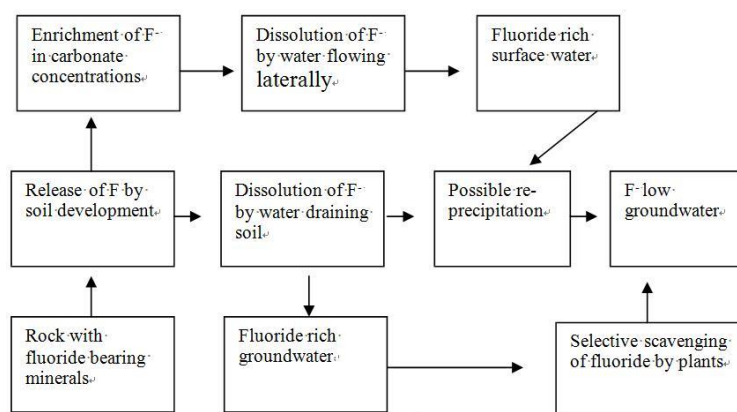 Enrichment of F-
in carbonate
concentrations
Dissolution of F-
by water flowing
laterally
Fluoride rich
surface water
Release of F by
soil development
Dissolution of F-
by water draining
soil
Possible re-
precipitation
F- low
groundwater
Rock with
fluoride bearing
minerals
Fluoride rich
groundwater
Selective scavenging
of fluoride by plants